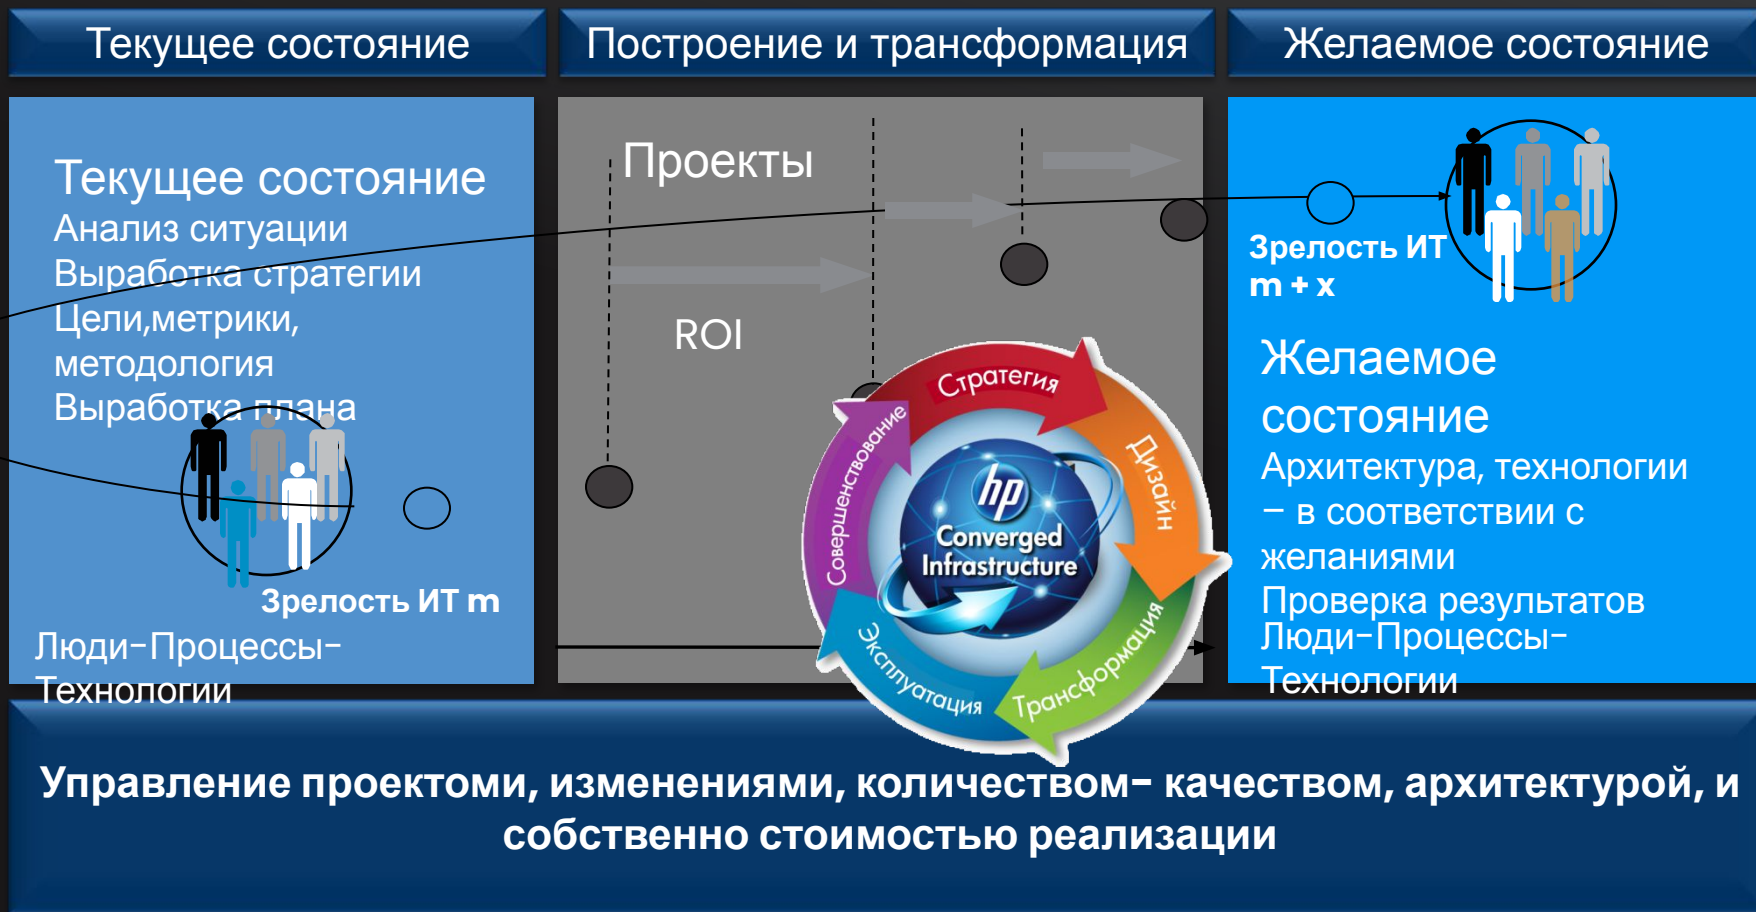 Текущее состояние
Построение и трансформация
Желаемое состояние
Текущее состояние
Анализ ситуации
Выработка стратегии
Цели,метрики,
методология
Выработка плана
Зрелость ИТ m
Люди-Процессы-
Технологии
Проекты
ROI
Стратегия
Дизайн
Трансформация
Эксплуатация
Совершенствование
hp
Converged
Infrastructure
Зрелость ИТ
m + x
Желаемое
состояние
Архитектура, технологии
– в соответствии с
желаниями
Проверка результатов
Люди-Процессы-
Технологии
Управление проектоми, изменениями, количеством- качеством, архитектурой, и
собственно стоимостью реализации